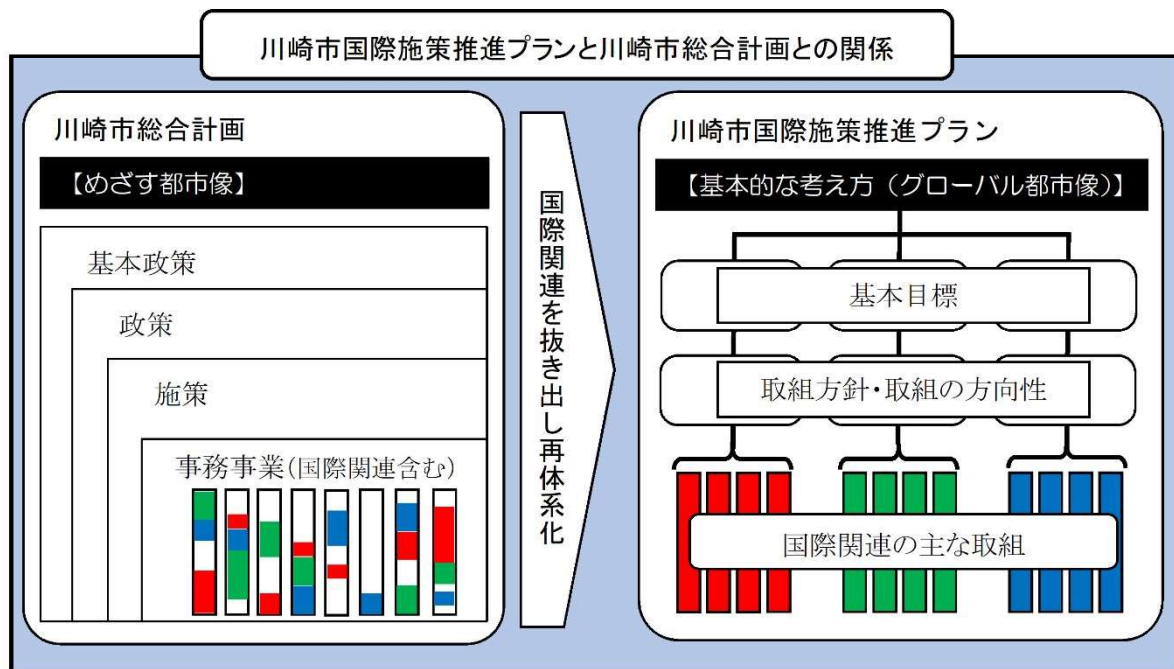 川崎市国際施策推進プランと川崎市総合計画との関係
川崎市総合計画
【めざす都市像】
基本政策
政策
施策
事務事業(国際関連含む)
国際関連を抜き出し再体系化
川崎市国際施策推進プラン
【基本的な考え方（グローバル都市像）】
基本目標
取組方針・取組の方向性
国際関連の主な取組